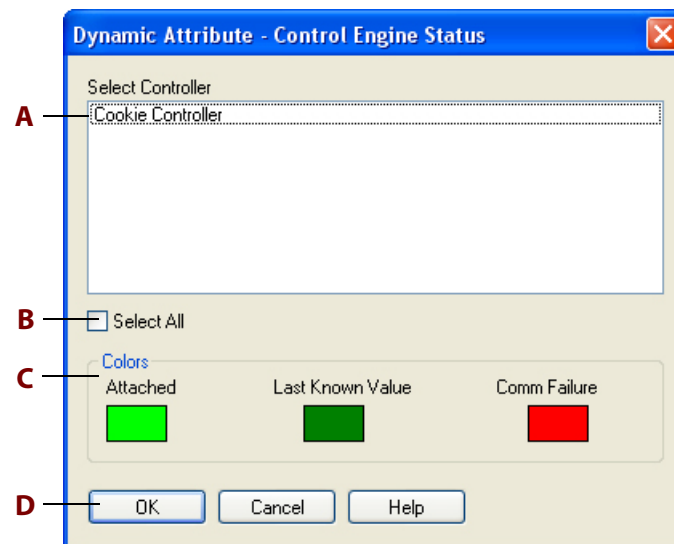 Dynamic Attribute - Control Engine Status
Select Controller
A
Cookie Controller
B
Select All
Colors
C
Attached Last Known Value Comm Failure
D
OK Cancel Help